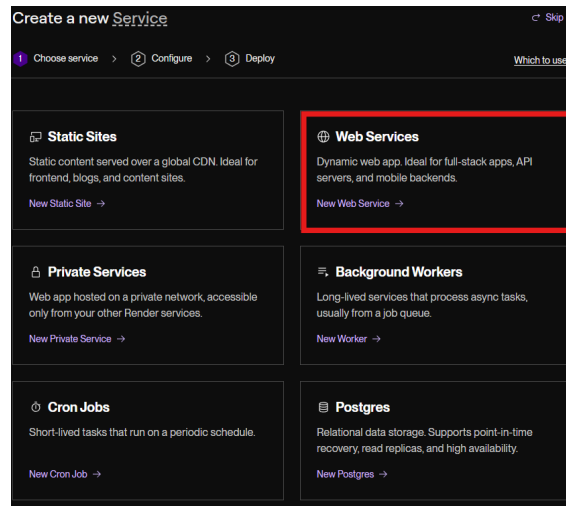 Create a new Service
Skip
1 Choose service > 2 Configure > 3 Deploy
Which to use
Static Sites
Static content served over a global CDN. Ideal for
frontend, blogs, and content sites.
New Static Site →
Web Services
Dynamic web app. Ideal for full-stack apps, API
servers, and mobile backends.
New Web Service →
Private Services
Web app hosted on a private network, accessible
only from your other Render services.
New Private Service →
Background Workers
Long-lived services that process async tasks,
usually from a job queue.
New Worker →
Cron Jobs
Short-lived tasks that run on a periodic schedule.
New Cron Job →
Postgres
Relational data storage. Supports point-in-time
recovery, read replicas, and high availability.
New Postgres →